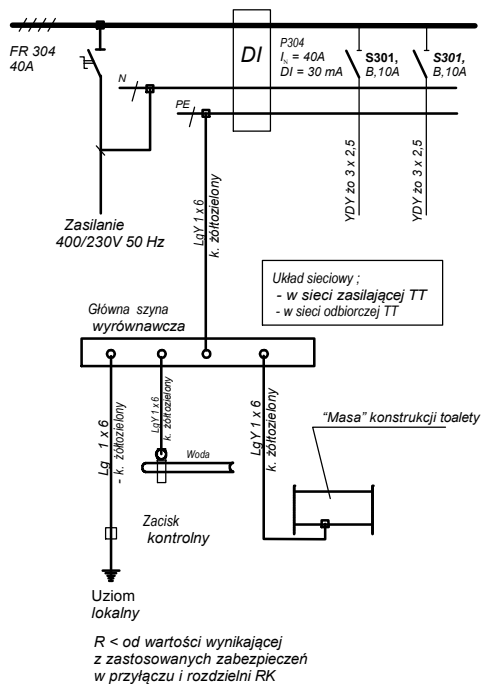 FR 304
40A
N
PE
DI
P304
I_N = 40A
DI = 30 mA
S301,
B,10A
S301,
B,10A
YDY żo 3 x 2,5
YDY żo 3 x 2,5
Zasilanie
400/230V 50 Hz
LgY 1 x 6
k. żółtozielony
Układ sieciowy ;
- w sieci zasilającej TT
- w sieci odbiorczej TT
Główna szyna
wyrównawcza
Lg 1 x 6
- k. żółtozielony
LgY 1 x 6
k. żółtozielony
Woda
LgY 1 x 6
k. żółtozielony
"Masa" konstrukcji toalety
Zacisk
kontrolny
Uziom
lokalny
R < od wartości wynikającej
z zastosowanych zabezpieczeń
w przyłączu i rozdzielni RK